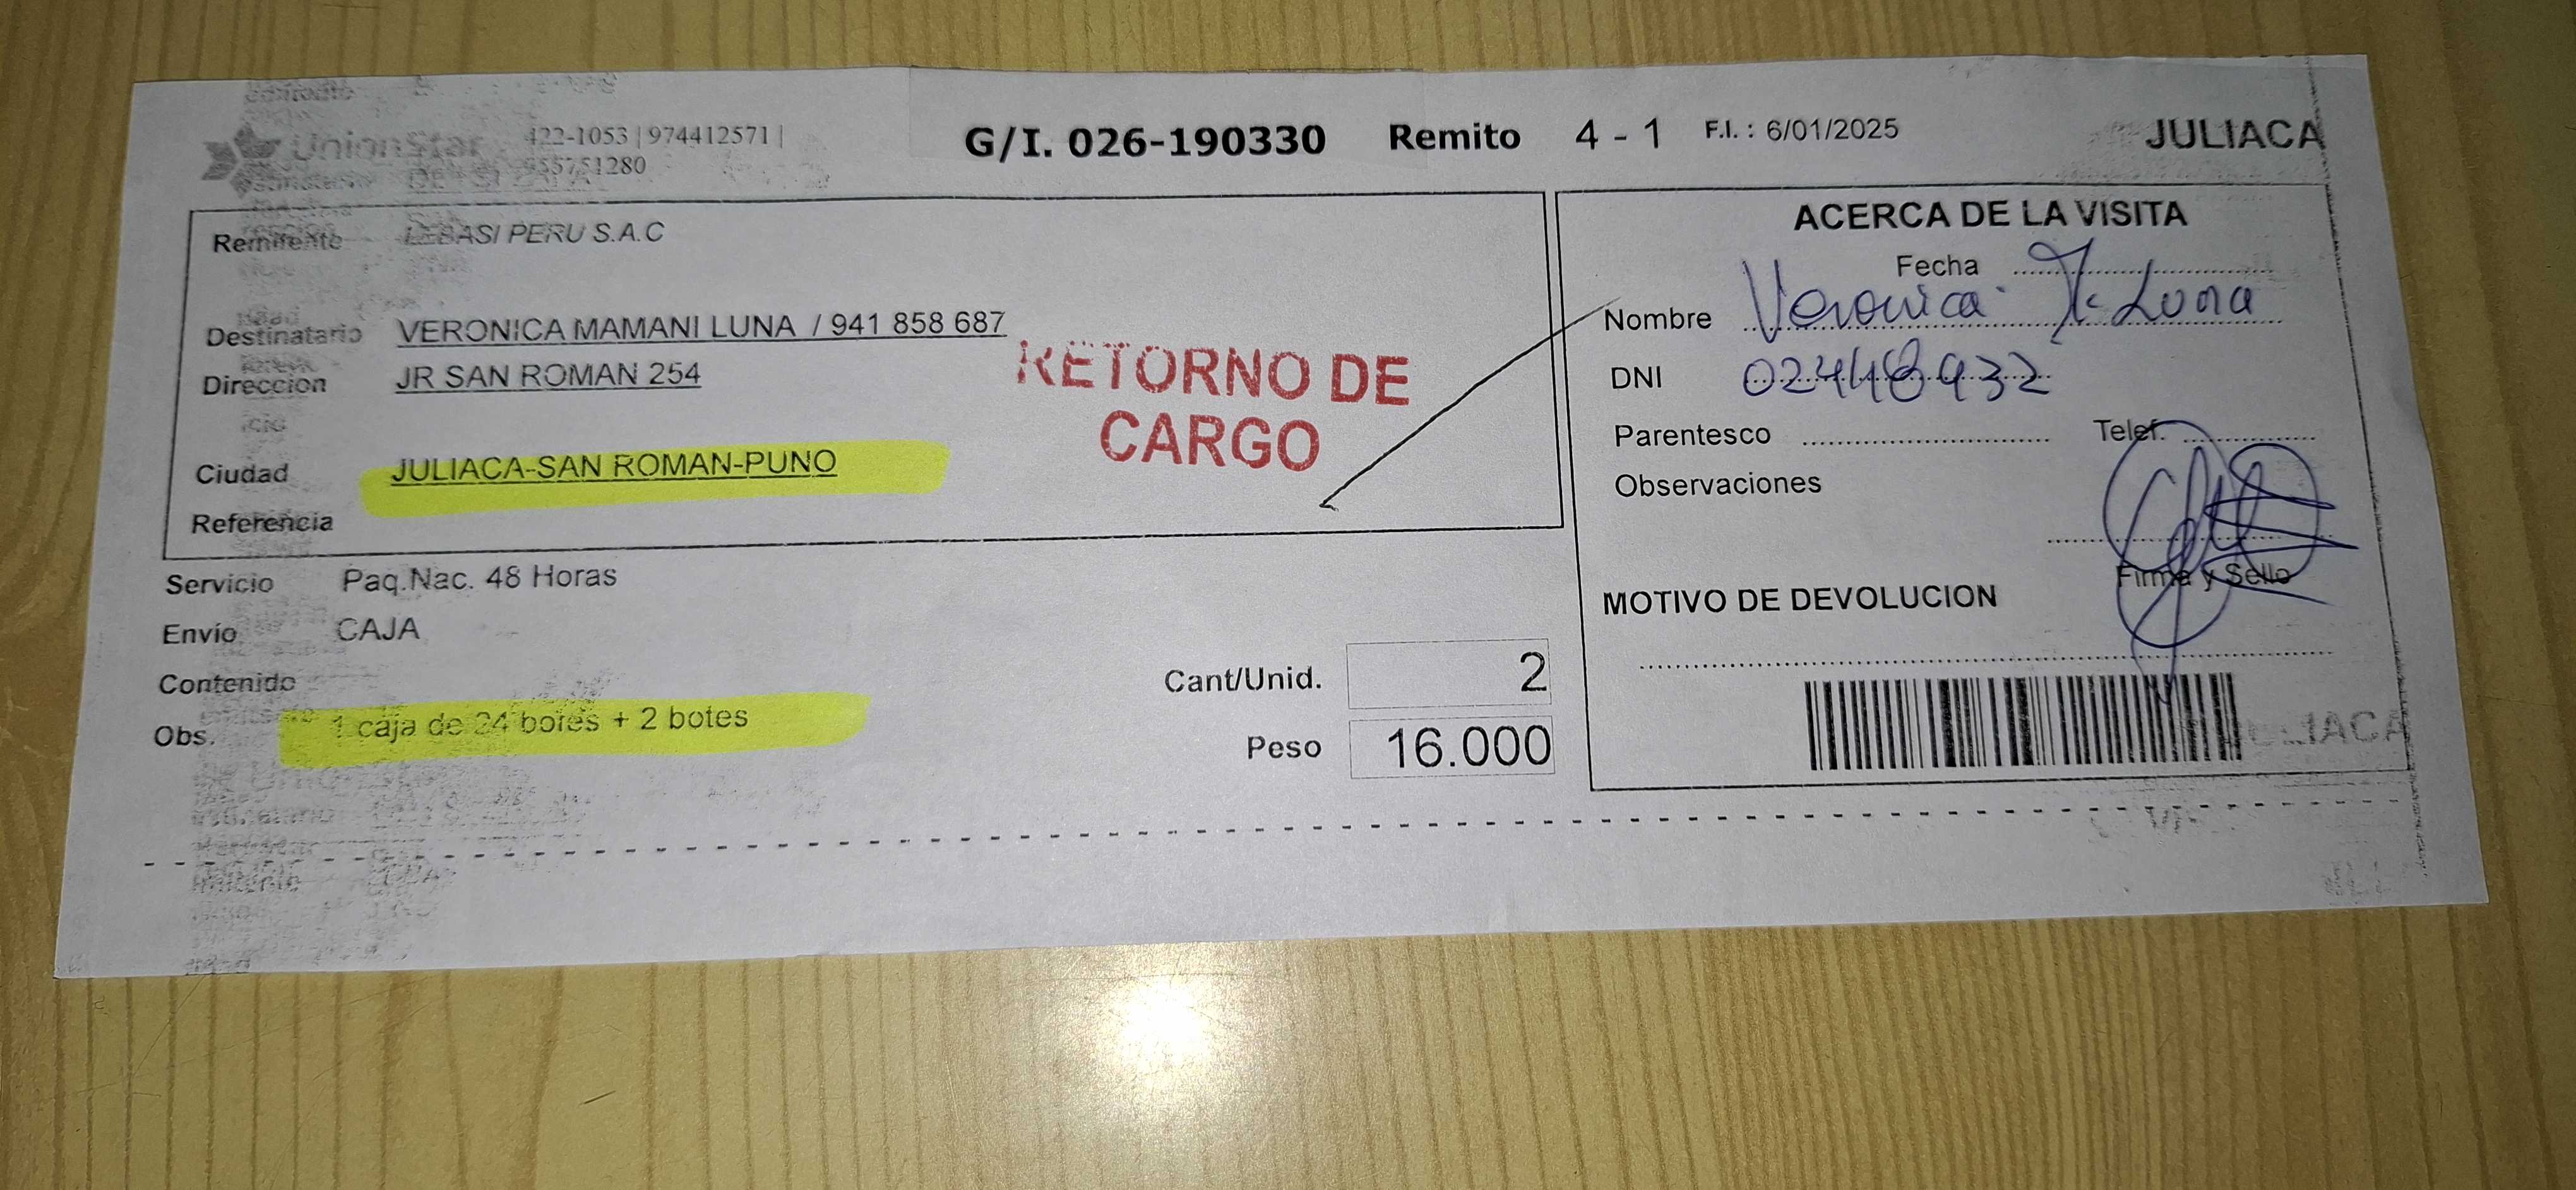 UnionStar 422-1053 | 974412571 |
955751280
G/I. 026-190330 Remito 4 - 1 F.I. : 6/01/2025 JULIACA
Remitente LEBASI PERU S.A.C
Destinatario VERONICA MAMANI LUNA / 941 858 687
Direccion JR SAN ROMAN 254
RETORNO DE
CARGO
Ciudad JULIACA-SAN ROMAN-PUNO
Referencia
Servicio Paq.Nac. 48 Horas
Envío CAJA
Contenido
Obs. 1 caja de 24 botes + 2 botes
Cant/Unid. 2
Peso 16.000
ACERCA DE LA VISITA
Fecha
Nombre Veronica M. Luna
DNI 02448932
Parentesco Telef.
Observaciones
Firma y Sello
MOTIVO DE DEVOLUCION
JULIACA